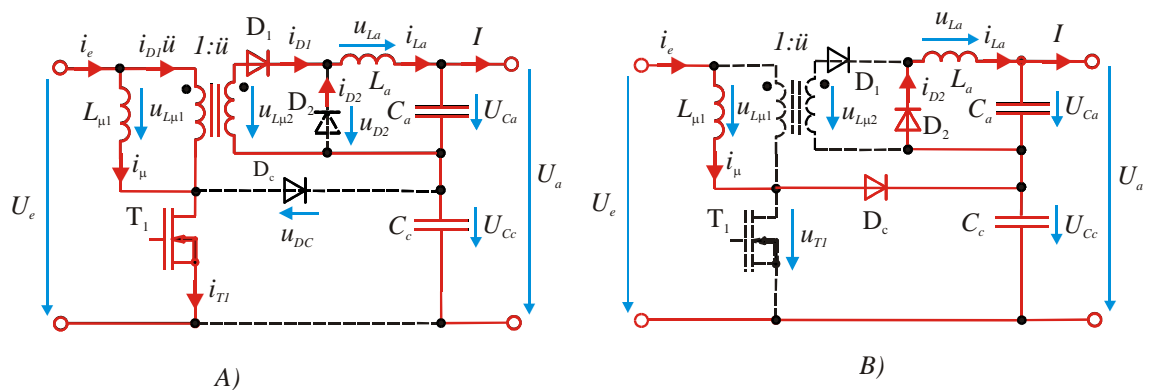 i_e
i_D1ü
1:ü
D_1
i_D1
u_La
i_La
I
L_a
L_μ1
u_Lμ1
u_Lμ2
D_2
i_D2
u_D2
C_a
U_Ca
i_μ
D_c
U_e
T_1
u_DC
C_c
U_Cc
U_a
i_T1
A)
i_e
1:ü
D_1
u_La
i_La
I
L_a
L_μ1
u_Lμ1
u_Lμ2
i_D2
D_2
C_a
U_Ca
i_μ
U_e
T_1
u_T1
D_c
C_c
U_Cc
U_a
B)